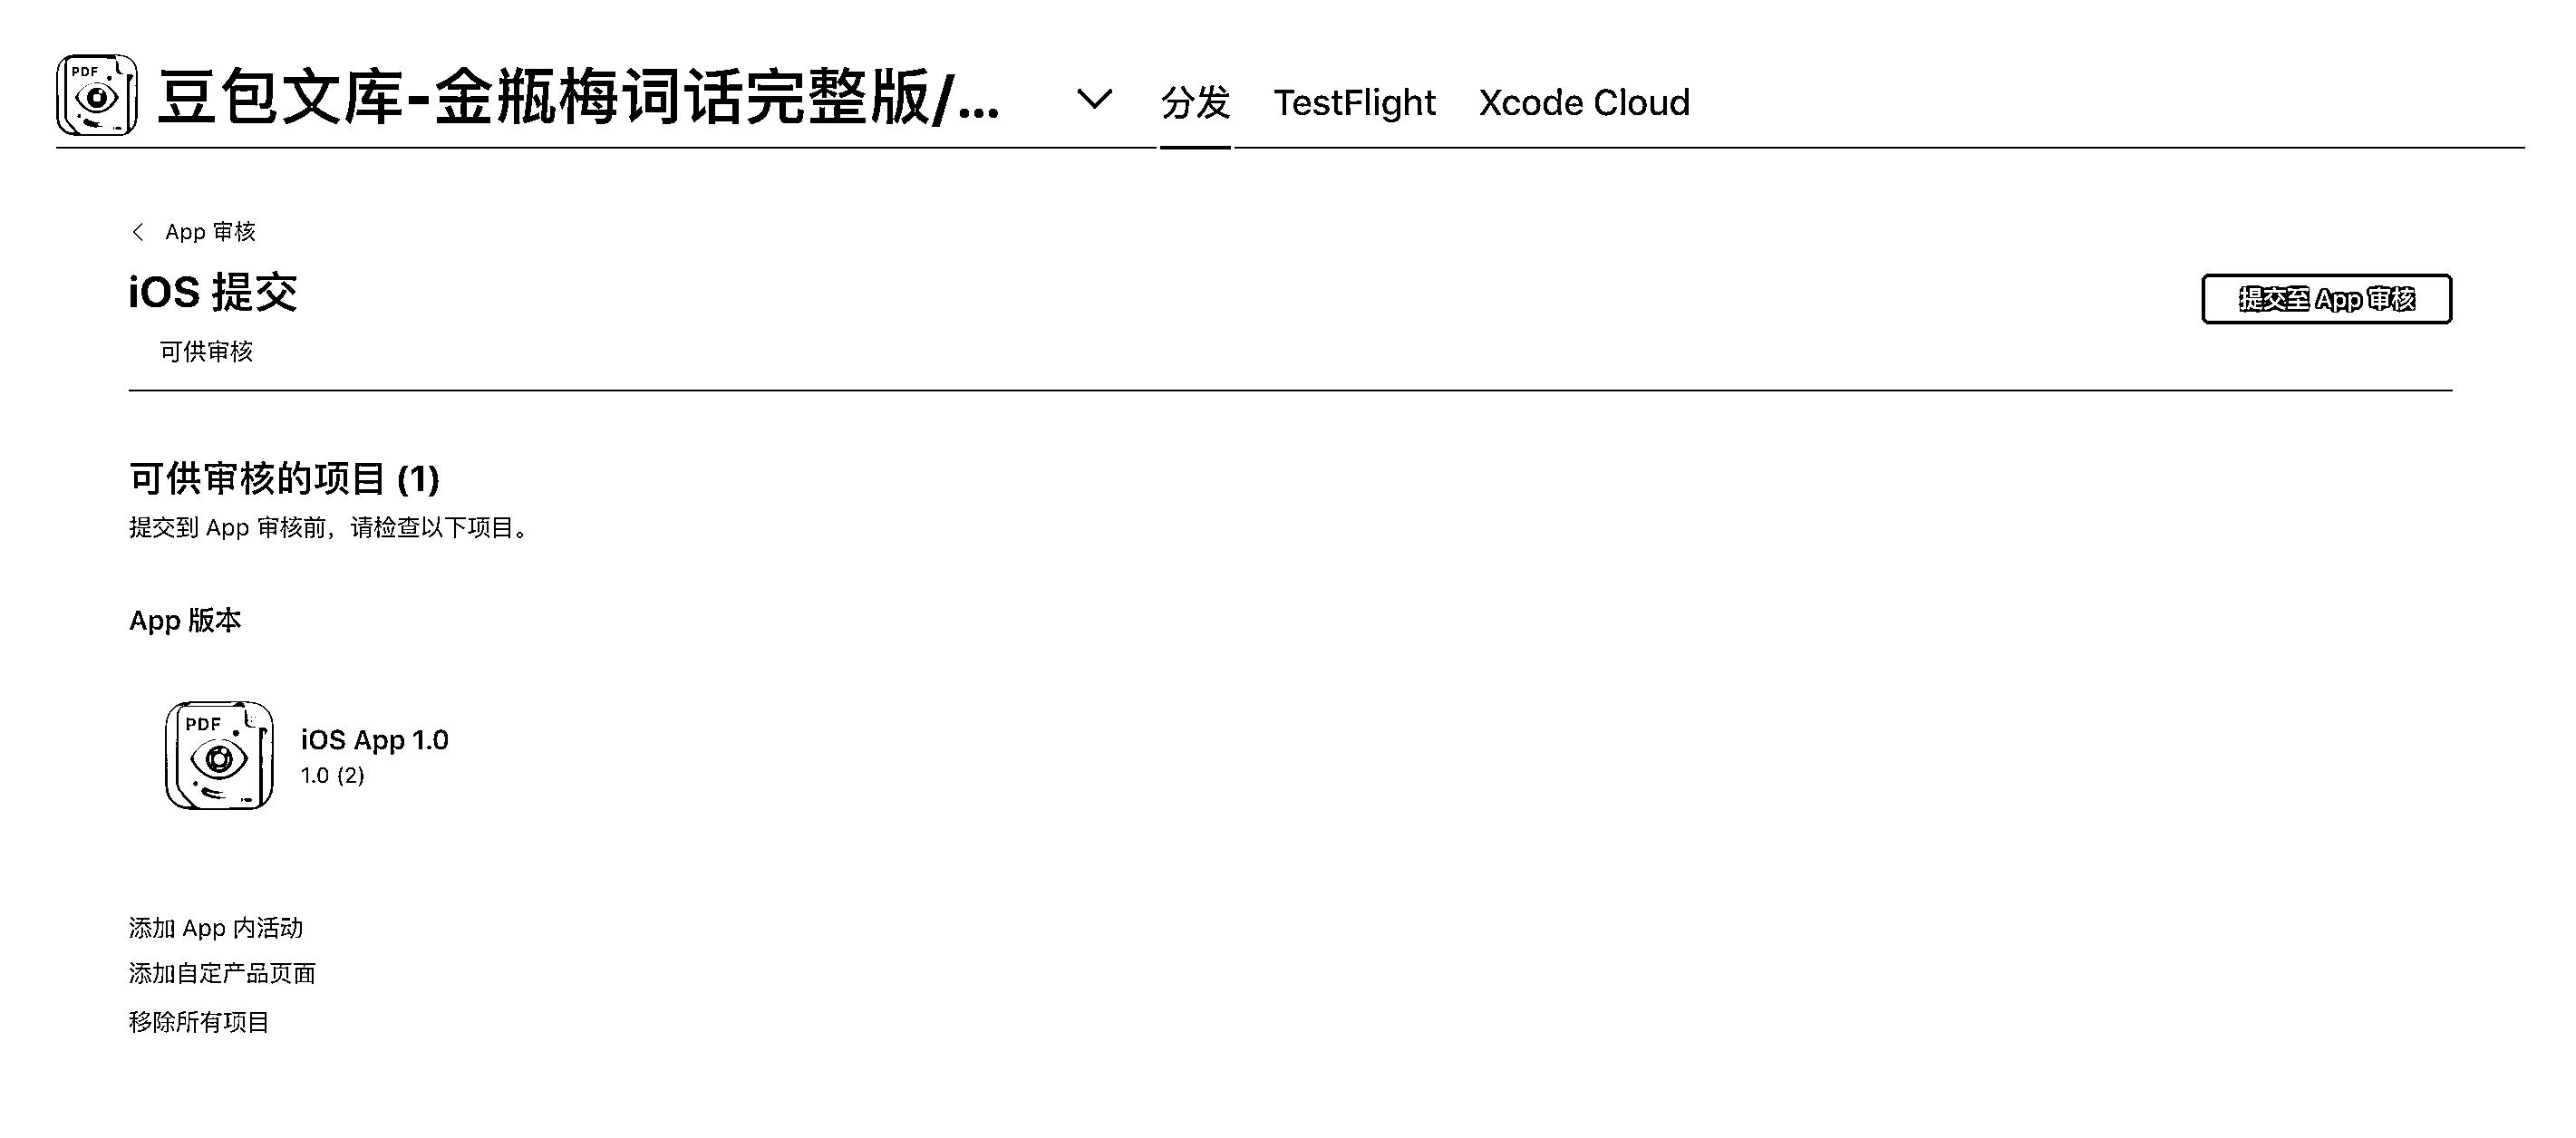 PDF
豆包文库-金瓶梅词话完整版/...
分发
TestFlight
Xcode Cloud
App 审核
iOS 提交
提交至 App 审核
可供审核
可供审核的项目 (1)
提交到 App 审核前，请检查以下项目。
App 版本
PDF
iOS App 1.0
1.0 (2)
添加 App 内活动
添加自定产品页面
移除所有项目